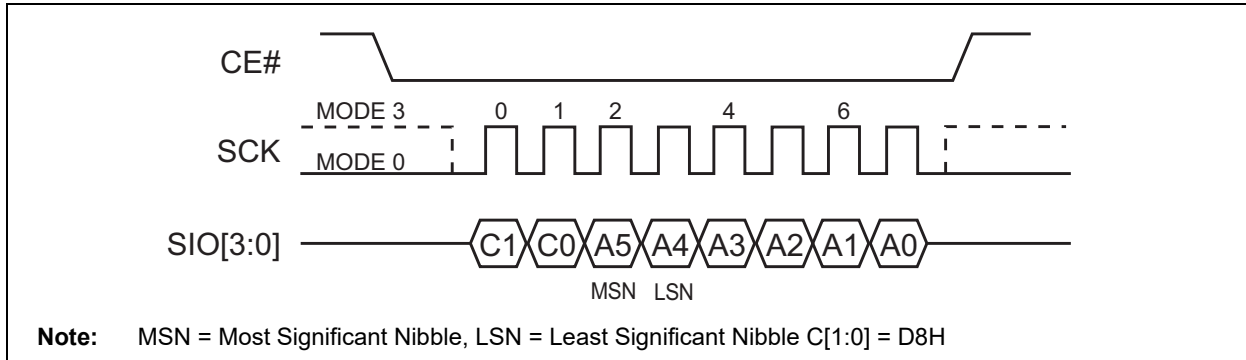 CE#
MODE 3 0 1 2 4 6
SCK
MODE 0
SIO[3:0] C1 C0 A5 A4 A3 A2 A1 A0
MSN LSN
Note: MSN = Most Significant Nibble, LSN = Least Significant Nibble C[1:0] = D8H